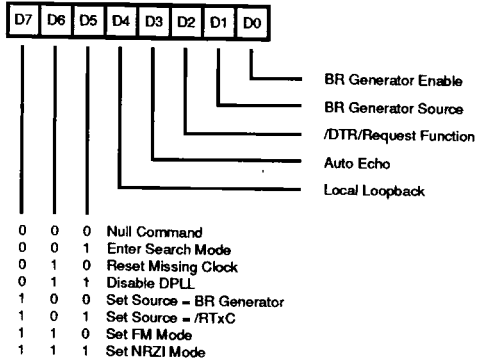 D7 D6 D5 D4 D3 D2 D1 D0
BR Generator Enable
BR Generator Source
/DTR/Request Function
Auto Echo
Local Loopback
0 0 0 Null Command
0 0 1 Enter Search Mode
0 1 0 Reset Missing Clock
0 1 1 Disable DPLL
1 0 0 Set Source = BR Generator
1 0 1 Set Source = /RTxC
1 1 0 Set FM Mode
1 1 1 Set NRZI Mode